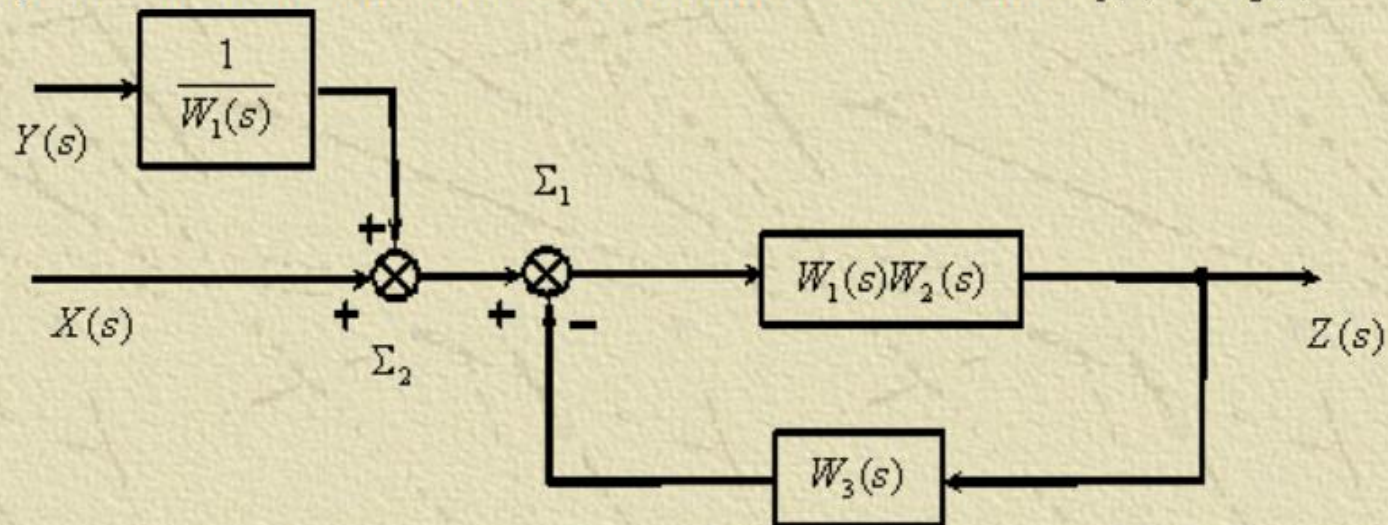 1
W₁(s)
Y(s)
Σ₁
+
W₁(s)W₂(s)
X(s)
+
+
−
Z(s)
Σ₂
W₃(s)